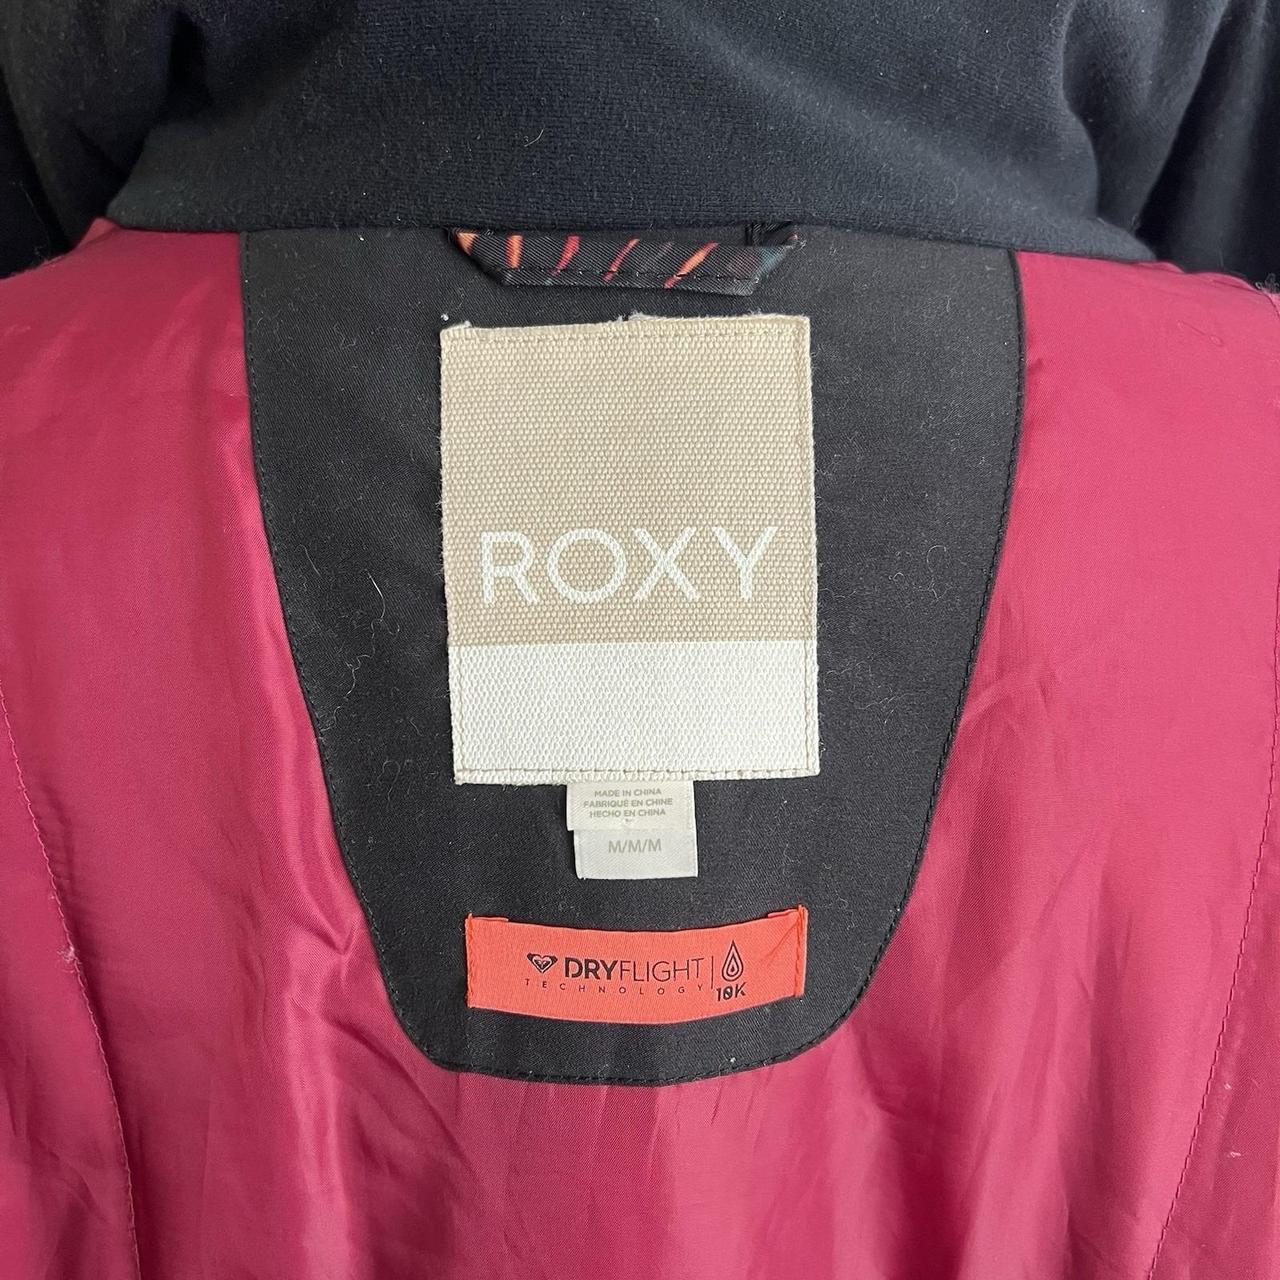 ROXY
MADE IN CHINA
FABRIQUÉ EN CHINE
HECHO EN CHINA
M/M/M
DRYFLIGHT
TECHNOLOGY
10K